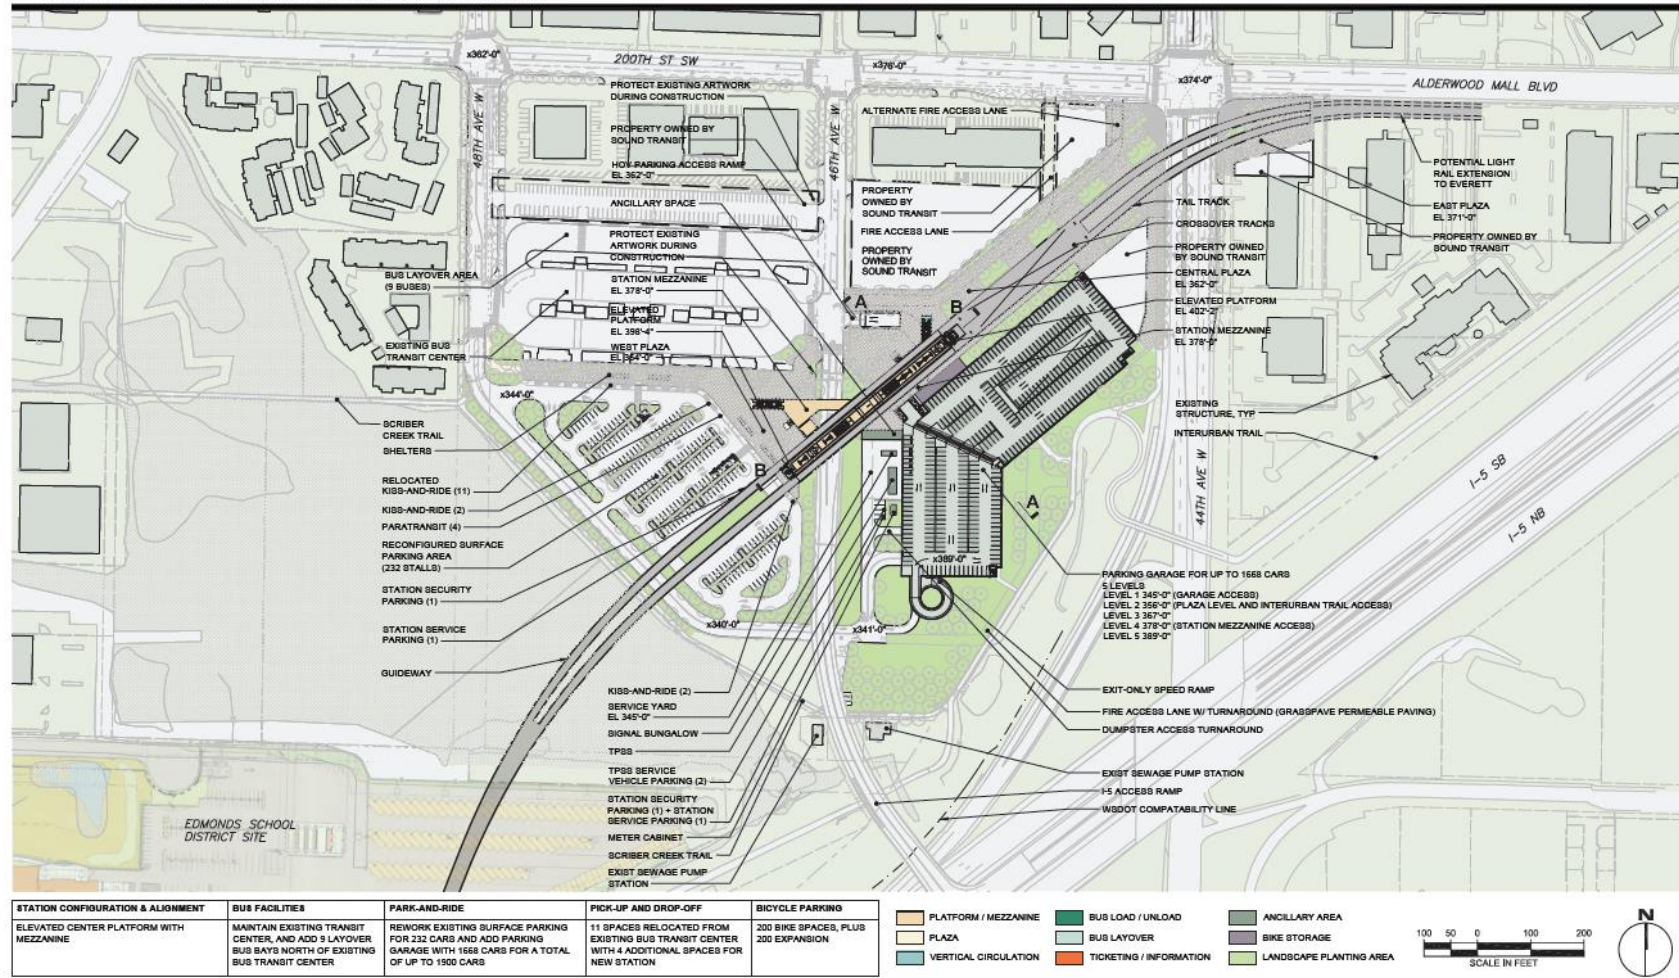 x362'-0"
200TH ST SW
x376'-0"
x374'-0"
ALDERWOOD MALL BLVD
48TH AVE W
46TH AVE W
PROTECT EXISTING ARTWORK
DURING CONSTRUCTION
PROPERTY OWNED BY
SOUND TRANSIT
HOV PARKING ACCESS RAMP
EL 362'-0"
ANCILLARY SPACE
PROTECT EXISTING
ARTWORK DURING
CONSTRUCTION
STATION MEZZANINE
EL 378'-0"
ELEVATED
PLATFORM
EL 398'-4"
WEST PLAZA
EL 354'-0"
ALTERNATE FIRE ACCESS LANE
PROPERTY
OWNED BY
SOUND TRANSIT
FIRE ACCESS LANE
PROPERTY
OWNED BY
SOUND TRANSIT
POTENTIAL LIGHT
RAIL EXTENSION
TO EVERETT
EAST PLAZA
EL 371'-0"
PROPERTY OWNED BY
SOUND TRANSIT
TAIL TRACK
CROSSOVER TRACKS
PROPERTY OWNED
BY SOUND TRANSIT
CENTRAL PLAZA
EL 362'-0"
ELEVATED PLATFORM
EL 402'-2"
STATION MEZZANINE
EL 378'-0"
BUS LAYOVER AREA
(9 BUSES)
EXISTING BUS
TRANSIT CENTER
A
B
B
A
x344'-0"
SCRIBER
CREEK TRAIL
SHELTERS
RELOCATED
KISS-AND-RIDE (11)
KISS-AND-RIDE (2)
PARATRANSIT (4)
RECONFIGURED SURFACE
PARKING AREA
(232 STALLS)
STATION SECURITY
PARKING (1)
STATION SERVICE
PARKING (1)
GUIDEWAY
EXISTING
STRUCTURE, TYP
INTERURBAN TRAIL
44TH AVE W
I-5 SB
I-5 NB
x389'-0"
x340'-0"
x341'-0"
PARKING GARAGE FOR UP TO 1668 CARS
5 LEVELS
LEVEL 1 345'-0" (GARAGE ACCESS)
LEVEL 2 356'-0" (PLAZA LEVEL AND INTERURBAN TRAIL ACCESS)
LEVEL 3 367'-0"
LEVEL 4 378'-0" (STATION MEZZANINE ACCESS)
LEVEL 5 389'-0"
EXIT-ONLY SPEED RAMP
FIRE ACCESS LANE W/ TURNAROUND (GRASSPAVE PERMEABLE PAVING)
DUMPSTER ACCESS TURNAROUND
EXIST SEWAGE PUMP STATION
I-5 ACCESS RAMP
WSDOT COMPATABILITY LINE
KISS-AND-RIDE (2)
SERVICE YARD
EL 345'-0"
SIGNAL BUNGALOW
TPSS
TPSS SERVICE
VEHICLE PARKING (2)
STATION SECURITY
PARKING (1) + STATION
SERVICE PARKING (1)
METER CABINET
SCRIBER CREEK TRAIL
EXIST SEWAGE PUMP
STATION
EDMONDS SCHOOL
DISTRICT SITE
STATION CONFIGURATION & ALIGNMENT
ELEVATED CENTER PLATFORM WITH
MEZZANINE
BUS FACILITIES
MAINTAIN EXISTING TRANSIT
CENTER, AND ADD 9 LAYOVER
BUS BAYS NORTH OF EXISTING
BUS TRANSIT CENTER
PARK-AND-RIDE
REWORK EXISTING SURFACE PARKING
FOR 232 CARS AND ADD PARKING
GARAGE WITH 1668 CARS FOR A TOTAL
OF UP TO 1900 CARS
PICK-UP AND DROP-OFF
11 SPACES RELOCATED FROM
EXISTING BUS TRANSIT CENTER
WITH 4 ADDITIONAL SPACES FOR
NEW STATION
BICYCLE PARKING
200 BIKE SPACES, PLUS
200 EXPANSION
PLATFORM / MEZZANINE
PLAZA
VERTICAL CIRCULATION
BUS LOAD / UNLOAD
BUS LAYOVER
TICKETING / INFORMATION
ANCILLARY AREA
BIKE STORAGE
LANDSCAPE PLANTING AREA
100 50 0 100 200
SCALE IN FEET
N